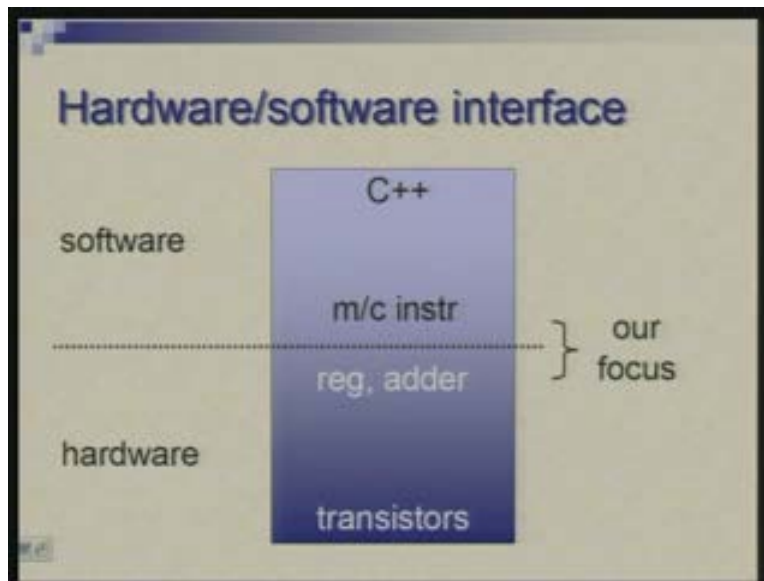 Hardware/software interface
C++
software
m/c instr
our
focus
reg, adder
hardware
transistors